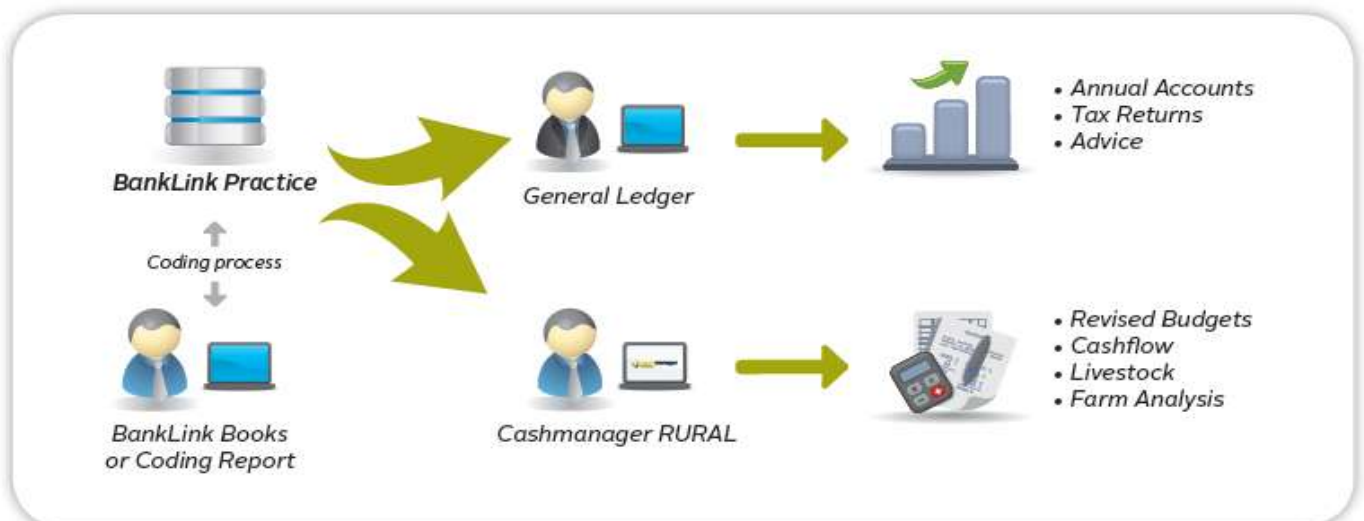 BankLink Practice
Coding process
BankLink Books
or Coding Report
General Ledger
• Annual Accounts
• Tax Returns
• Advice
Cashmanager RURAL
• Revised Budgets
• Cashflow
• Livestock
• Farm Analysis